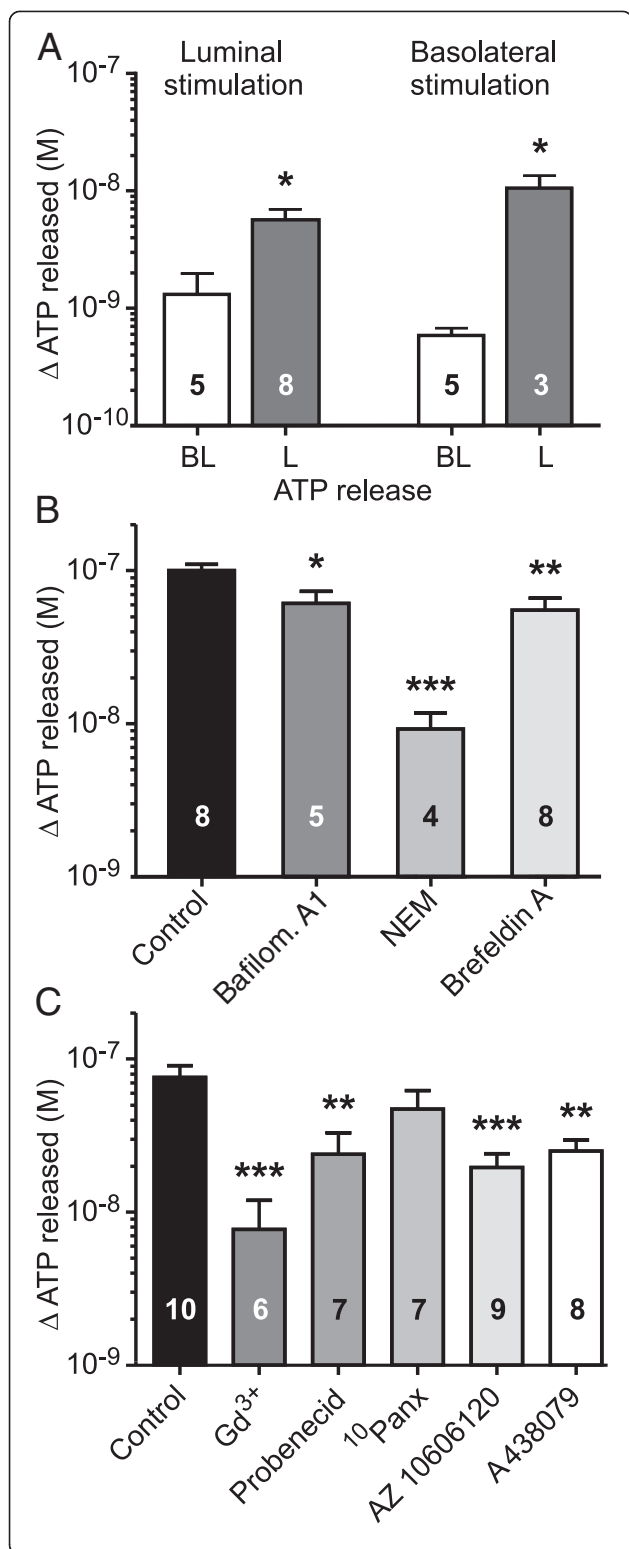 A
Luminal stimulation
Basolateral stimulation
Δ ATP released (M)
10-7
10-8
10-9
10-10
*
*
5
8
5
3
BL
L
BL
L
ATP release
B
Δ ATP released (M)
10-7
10-8
10-9
*
***
**
8
5
4
8
Control
Bafilom. A1
NEM
Brefeldin A
C
Δ ATP released (M)
10-7
10-8
10-9
***
**
***
**
10
6
7
7
9
8
Control
Gd3+
Probenecid
10Panx
AZ 10606120
A 438079